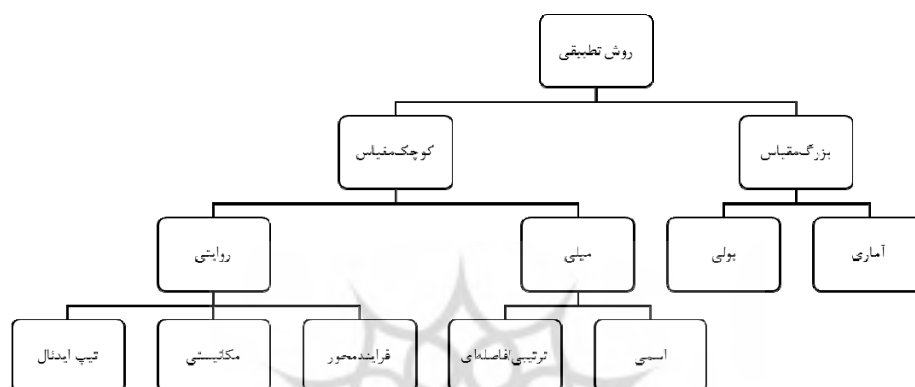 روش تطبیقی
بزرگ‌مقیاس
کوچک‌مقیاس
آماری
بولی
میلی
روایتی
اسمی
ترتیبی/فاصله‌ای
فرایندمحور
مکانیستی
تیپ ایدئال